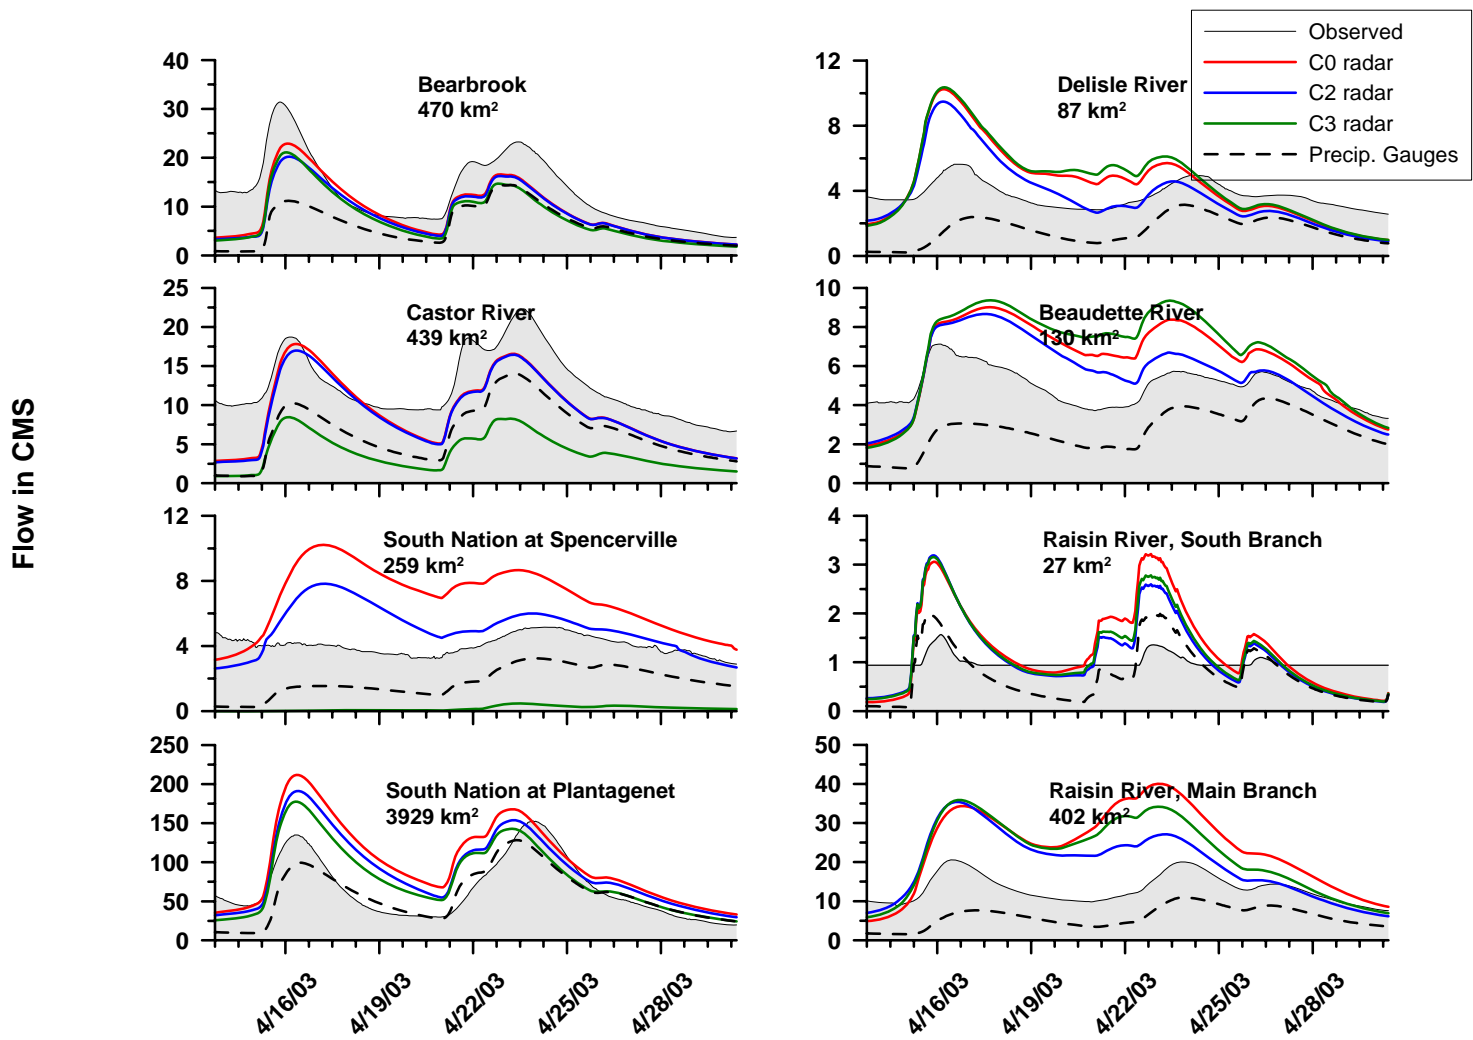 Observed
C0 radar
C2 radar
C3 radar
Precip. Gauges
Flow in CMS
Bearbrook
470 km²
40
30
20
10
0
Delisle River
87 km²
12
8
4
0
Castor River
439 km²
25
20
15
10
5
0
Beaudette River
130 km²
10
8
6
4
2
0
South Nation at Spencerville
259 km²
12
8
4
0
Raisin River, South Branch
27 km²
4
3
2
1
0
South Nation at Plantagenet
3929 km²
250
200
150
100
50
0
Raisin River, Main Branch
402 km²
50
40
30
20
10
0
4/16/03
4/19/03
4/22/03
4/25/03
4/28/03
4/16/03
4/19/03
4/22/03
4/25/03
4/28/03